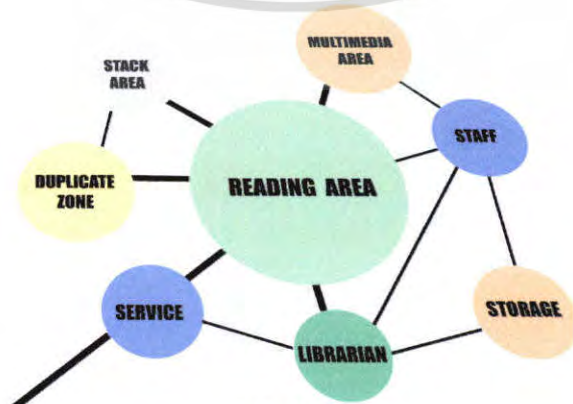 MULTIMEDIA
AREA
STACK
AREA
STAFF
DUPLICATE
ZONE
READING AREA
SERVICE
STORAGE
LIBRARIAN